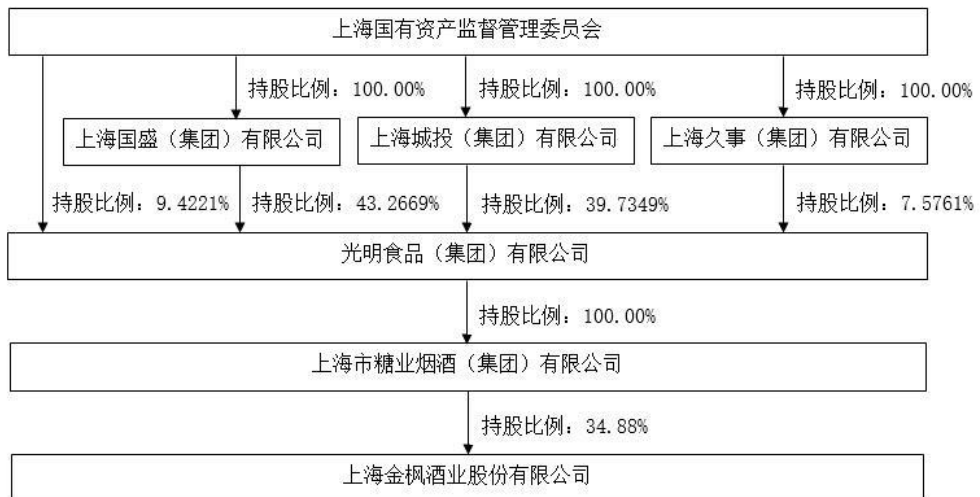 上海国有资产监督管理委员会
持股比例：100.00%
持股比例：100.00%
持股比例：100.00%
上海国盛（集团）有限公司
上海城投（集团）有限公司
上海久事（集团）有限公司
持股比例：9.4221%
持股比例：43.2669%
持股比例：39.7349%
持股比例：7.5761%
光明食品（集团）有限公司
持股比例：100.00%
上海市糖业烟酒（集团）有限公司
持股比例：34.88%
上海金枫酒业股份有限公司